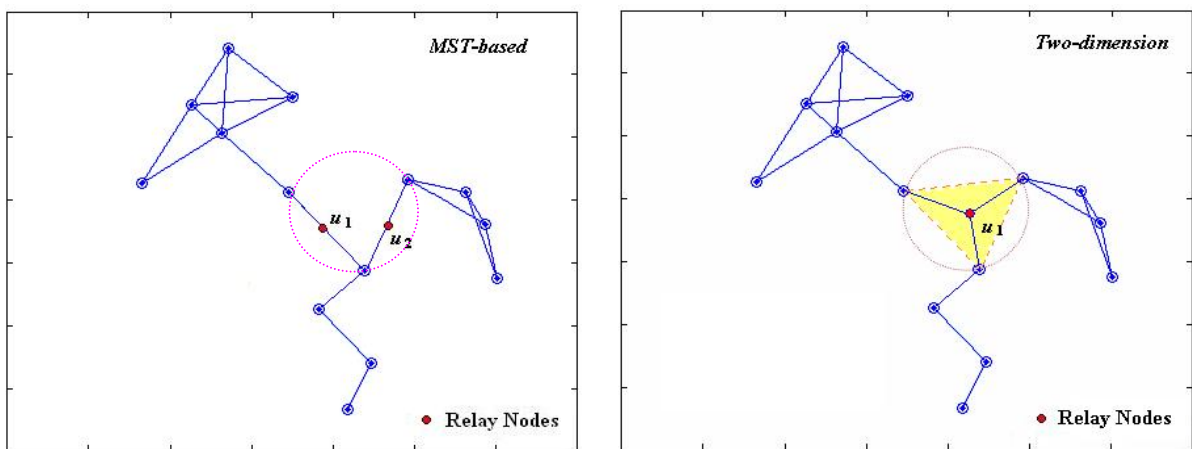 MST-based
u1
u2
Relay Nodes
Two-dimension
u1
Relay Nodes